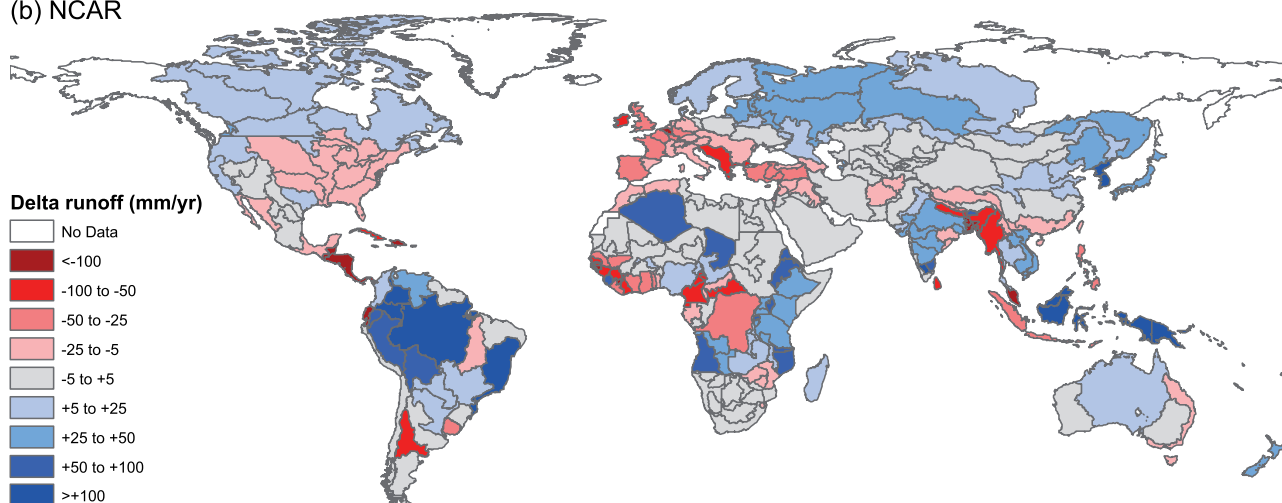 (b) NCAR
Delta runoff (mm/yr)
No Data
<-100
-100 to -50
-50 to -25
-25 to -5
-5 to +5
+5 to +25
+25 to +50
+50 to +100
>+100